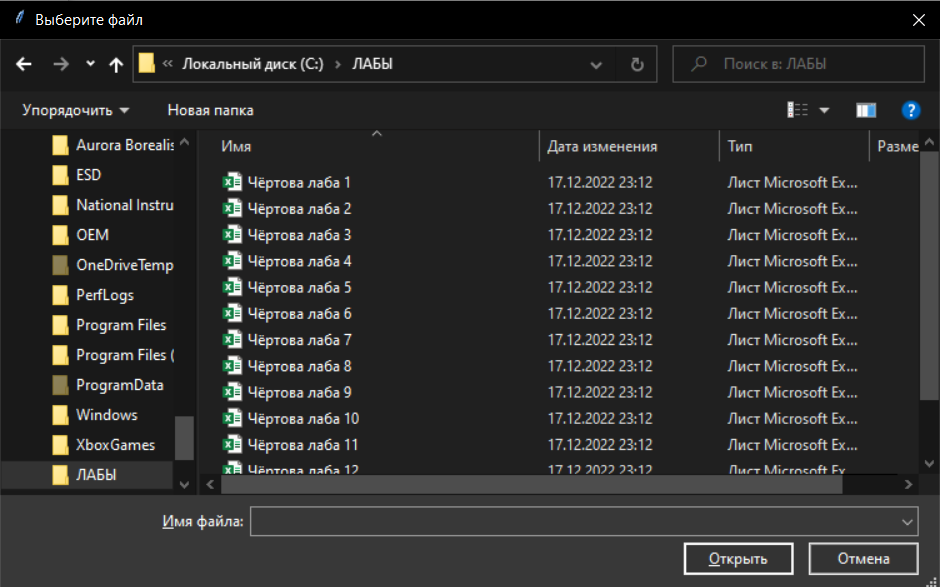 Выберите файл
« Локальный диск (C:) › ЛАБЫ
Поиск в: ЛАБЫ
Упорядочить
Новая папка
?
Aurora Borealis
ESD
National Instru
OEM
OneDriveTemp
PerfLogs
Program Files
Program Files (
ProgramData
Windows
XboxGames
ЛАБЫ
Имя Дата изменения Тип Разме
Чёртова лаба 1 17.12.2022 23:12 Лист Microsoft Ex...
Чёртова лаба 2 17.12.2022 23:12 Лист Microsoft Ex...
Чёртова лаба 3 17.12.2022 23:12 Лист Microsoft Ex...
Чёртова лаба 4 17.12.2022 23:12 Лист Microsoft Ex...
Чёртова лаба 5 17.12.2022 23:12 Лист Microsoft Ex...
Чёртова лаба 6 17.12.2022 23:12 Лист Microsoft Ex...
Чёртова лаба 7 17.12.2022 23:12 Лист Microsoft Ex...
Чёртова лаба 8 17.12.2022 23:12 Лист Microsoft Ex...
Чёртова лаба 9 17.12.2022 23:12 Лист Microsoft Ex...
Чёртова лаба 10 17.12.2022 23:12 Лист Microsoft Ex...
Чёртова лаба 11 17.12.2022 23:12 Лист Microsoft Ex...
Чёртова лаба 12 17.12.2022 23:12 Лист Microsoft Ex...
Имя файла:
Открыть
Отмена